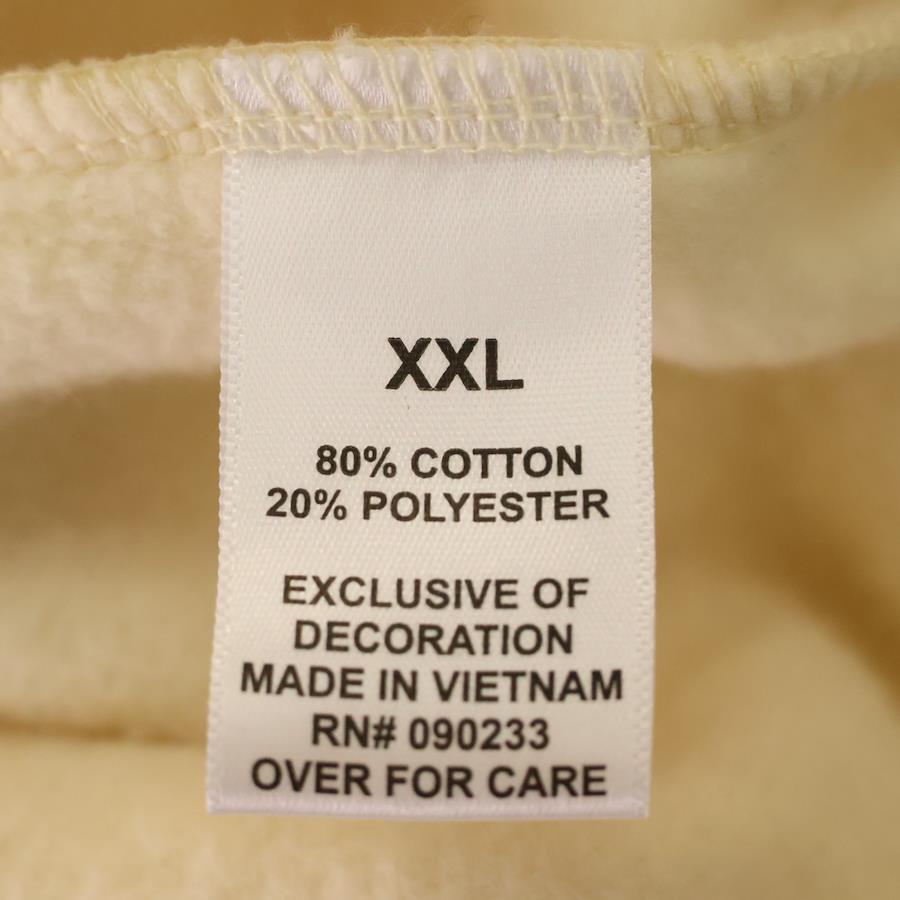 XXL
80% COTTON
20% POLYESTER
EXCLUSIVE OF
DECORATION
MADE IN VIETNAM
RN# 090233
OVER FOR CARE